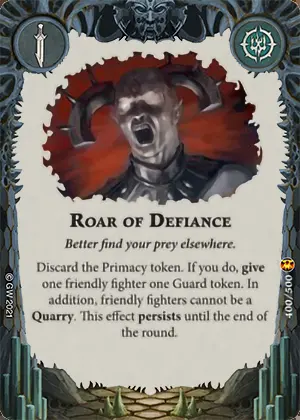 Roar of Defiance
Better find your prey elsewhere.
Discard the Primacy token. If you do, give
one friendly fighter one Guard token. In
addition, friendly fighters cannot be a
Quarry. This effect persists until the end of
the round.
© GW 2021
400/500